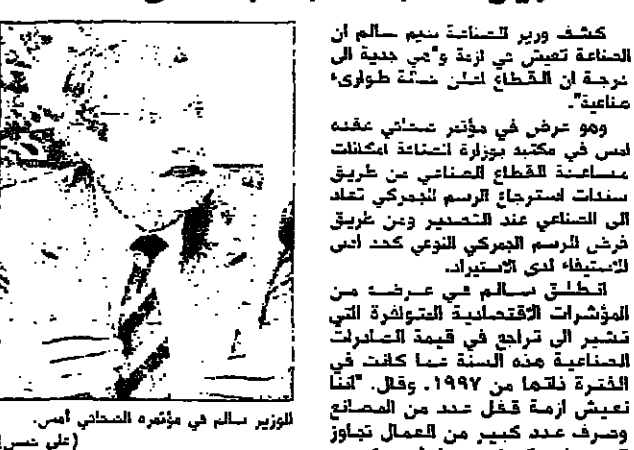 كشف وزير الصناعة نديم سالم ان
الصناعة تعيش في ازمة و"هي جدية الى
درجة ان القطاع اعلن حالة طوارىء
صناعية".
وهو عرض في مؤتمر صحافي عقده
امس في مكتبه بوزارة الصناعة امكانات
مساعدة القطاع الصناعي عن طريق
سندات استرجاع الرسم الجمركي تعاد
الى الصناعي عند التصدير وعن طريق
فرض الرسم الجمركي النوعي كحد ادنى
للاستيفاء لدى الاستيراد.
انطلق سالم في عرضه من
المؤشرات الاقتصادية المتوافرة التي
تشير الى تراجع في قيمة الصادرات
الصناعية هذه السنة عما كانت في
الفترة ذاتها من ١٩٩٧. وقال. "اننا
نعيش ازمة قفل عدد من المصانع
وصرف عدد كبير من العمال تجاوز
الوزير سالم في مؤتمره الصحافي أمس.
(علي حسن)